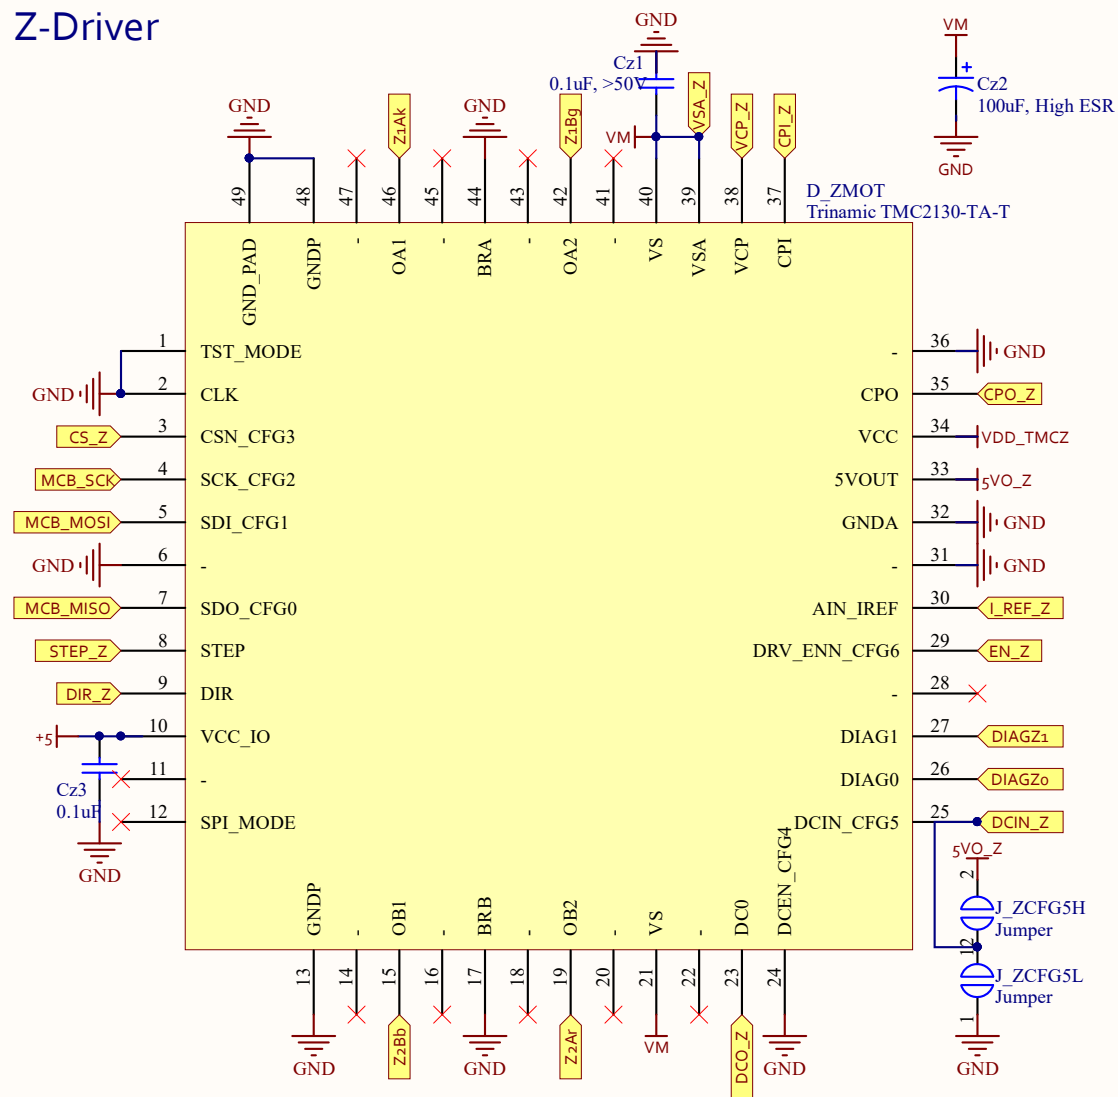 Z-Driver
GND
VM
Cz1
0.1uF, >50V
Cz2
100uF, High ESR
GND
GND
GND
VM
Z1Ak
Z1Bg
VSA_Z
VCP_Z
CPI_Z
49
48
47
46
45
44
43
42
41
40
39
38
37
D_ZMOT
Trinamic TMC2130-TA-T
GND_PAD
GNDP
-
OA1
-
BRA
-
OA2
-
VS
VSA
VCP
CPI
1 TST_MODE
GND 2 CLK
CS_Z 3 CSN_CFG3
MCB_SCK 4 SCK_CFG2
MCB_MOSI 5 SDI_CFG1
GND 6 -
MCB_MISO 7 SDO_CFG0
STEP_Z 8 STEP
DIR_Z 9 DIR
+5 10 VCC_IO
11 -
Cz3
0.1uF
12 SPI_MODE
GND
- 36 GND
CPO 35 CPO_Z
VCC 34 VDD_TMCZ
5VOUT 33 5VO_Z
GNDA 32 GND
- 31 GND
AIN_IREF 30 I_REF_Z
DRV_ENN_CFG6 29 EN_Z
- 28
DIAG1 27 DIAGZ1
DIAG0 26 DIAGZ0
DCIN_CFG5 25 DCIN_Z
5VO_Z
2
J_ZCFG5H
Jumper
1
2
J_ZCFG5L
Jumper
1
GND
GNDP
-
OB1
-
BRB
-
OB2
-
VS
-
DC0
DCEN_CFG4
13
14
15
16
17
18
19
20
21
22
23
24
GND
Z2Bb
GND
Z2Ar
VM
DCO_Z
GND